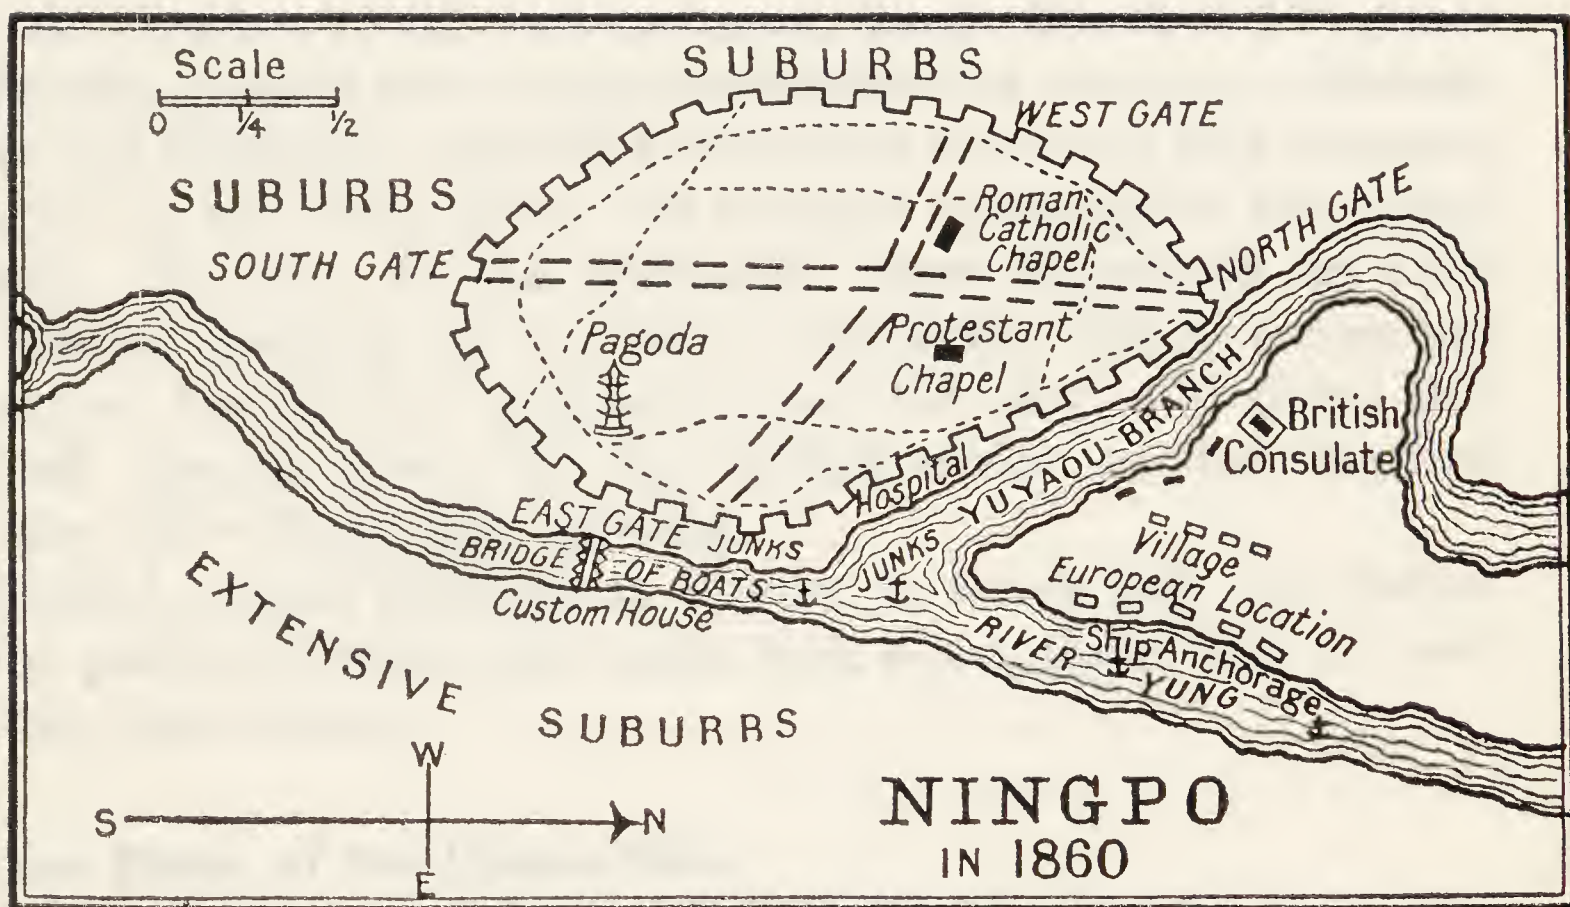 Scale
0 1/4 1/2
SUBURBS
WEST GATE
SUBURBS
SOUTH GATE
NORTH GATE
Roman
Catholic
Chapel
Pagoda
Protestant
Chapel
British
Consulate
Hospital
YUYAOU BRANCH
EAST GATE
JUNKS
BRIDGE OF BOATS
JUNKS
Custom House
Village
European Location
Ship Anchorage
RIVER YUNG
EXTENSIVE
SUBURBS
W
S N
E
NINGPO
IN 1860